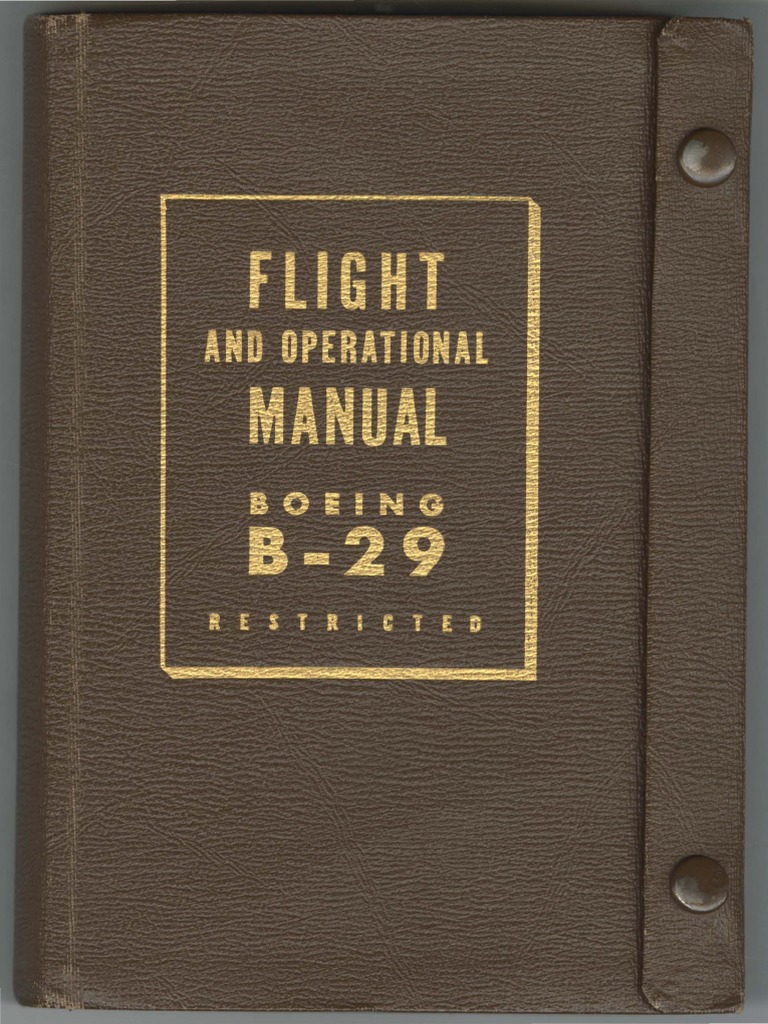 FLIGHT
AND OPERATIONAL
MANUAL
BOEING
B-29
RESTRICTED